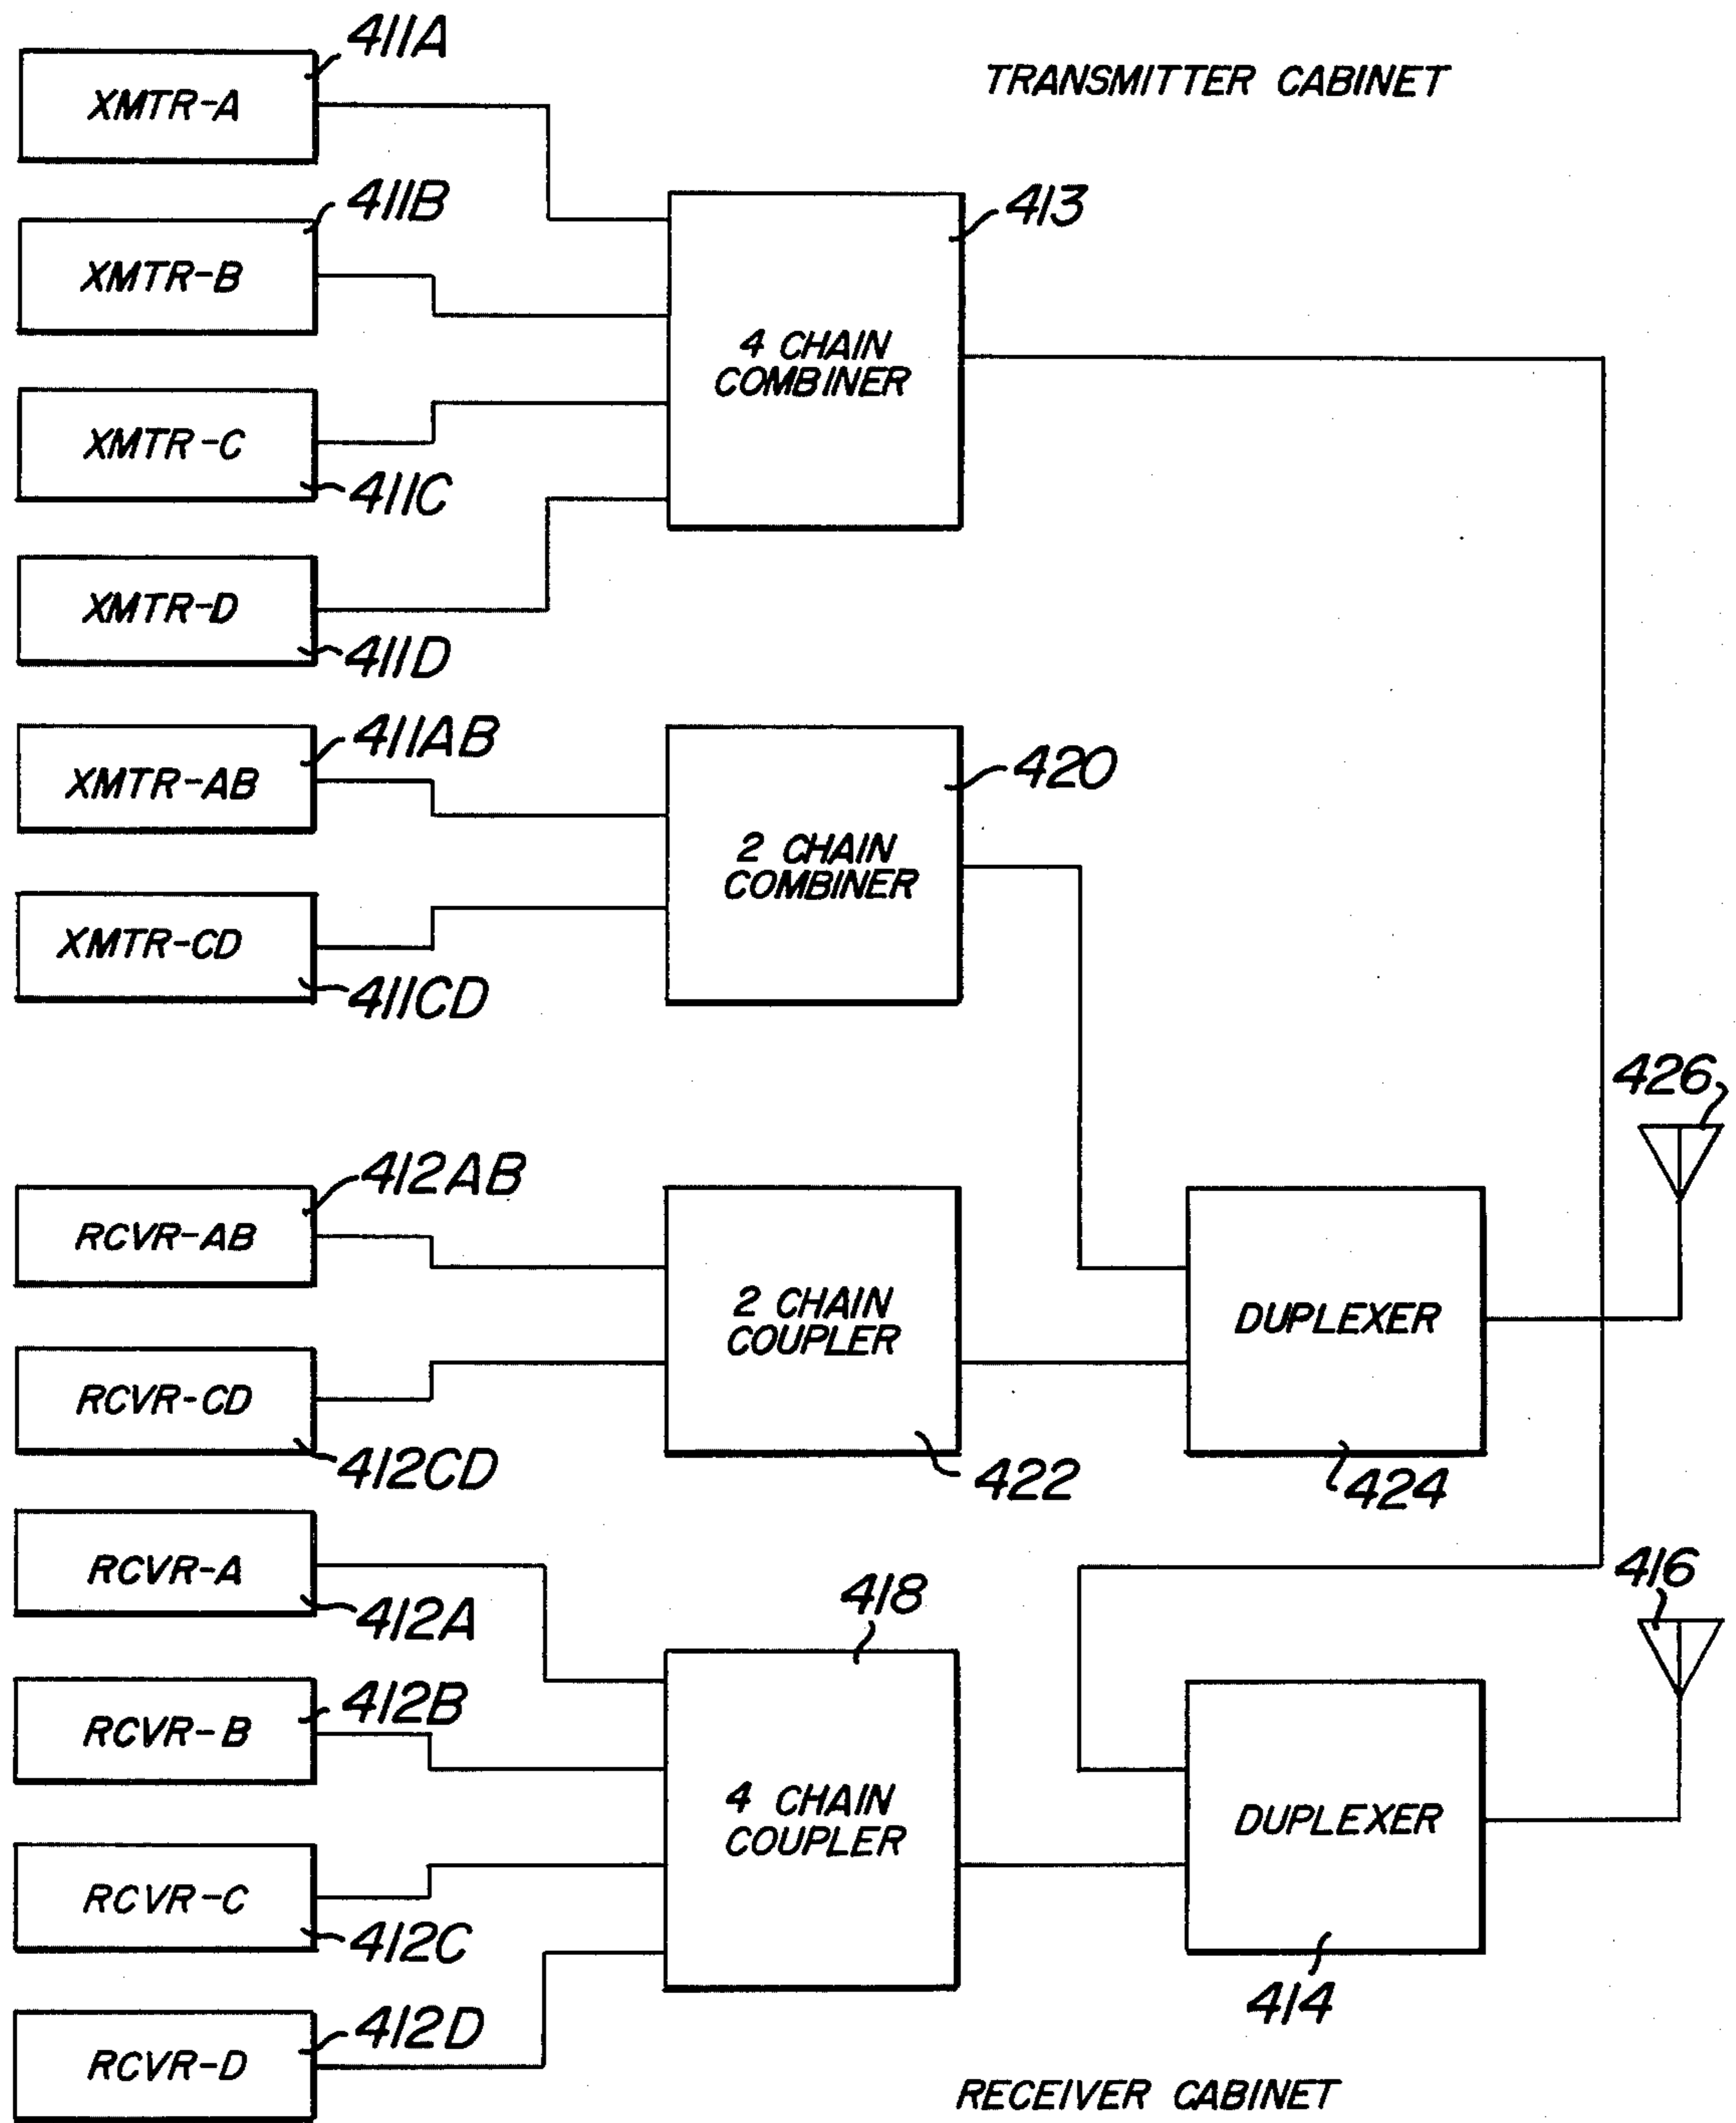 411A
XMTR-A
TRANSMITTER CABINET
411B
XMTR-B
413
4 CHAIN
COMBINER
XMTR-C
411C
XMTR-D
411D
411AB
XMTR-AB
420
2 CHAIN
COMBINER
XMTR-CD
411CD
426
412AB
RCVR-AB
2 CHAIN
COUPLER
DUPLEXER
RCVR-CD
412CD
422
424
RCVR-A
412A
418
416
412B
RCVR-B
4 CHAIN
COUPLER
DUPLEXER
RCVR-C
412C
414
412D
RCVR-D
RECEIVER CABINET